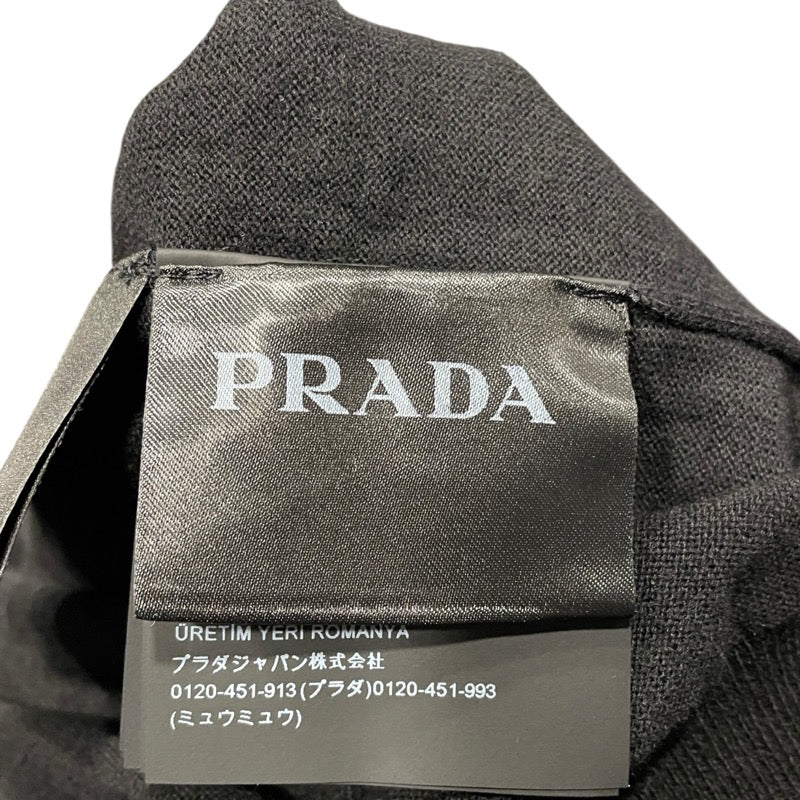 PRADA
ÜRETİM YERİ ROMANYA
プラダジャパン株式会社
0120-451-913 (プラダ)0120-451-993
(ミュウミュウ)